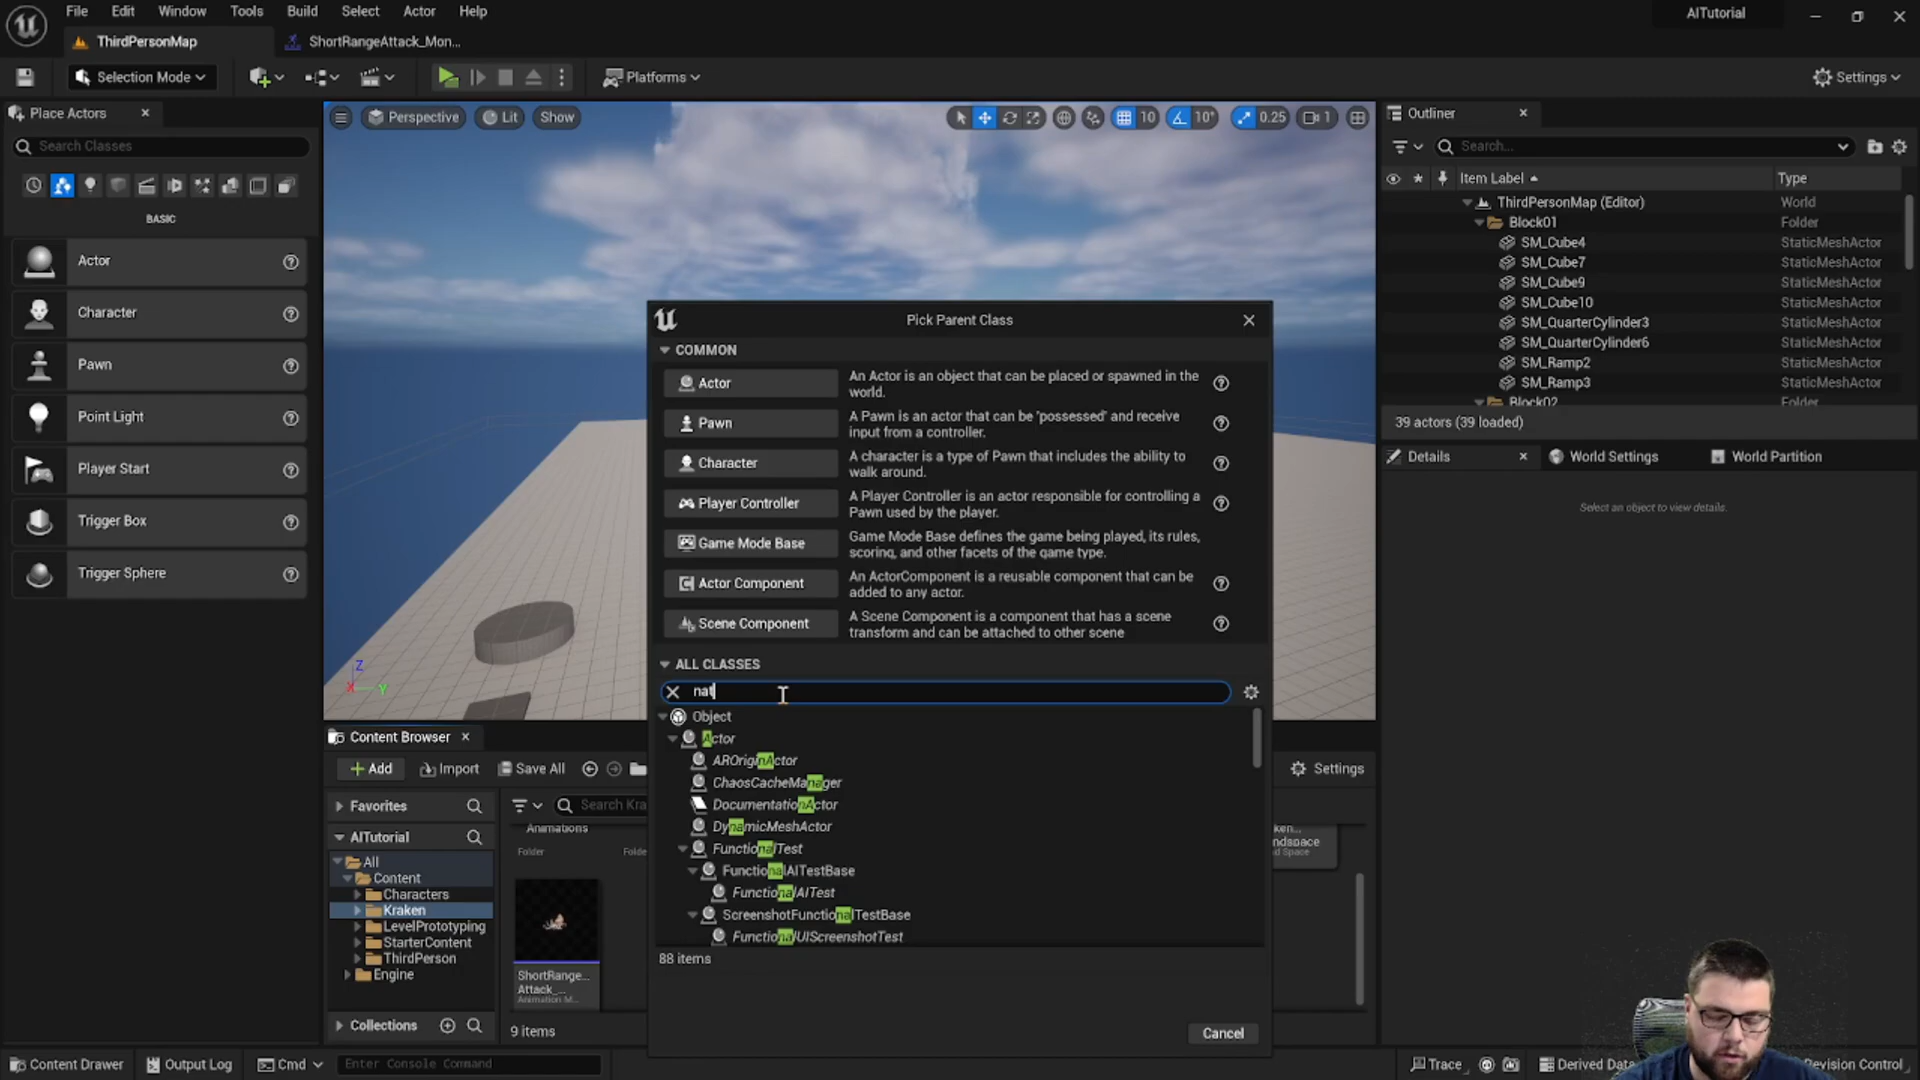 File Edit Window Tools Build Select Actor Help
AITutorial
ThirdPersonMap
ShortRangeAttack_Mon...
Selection Mode
Platforms
Settings
Place Actors
Search Classes
BASIC
Actor
Character
Pawn
Point Light
Player Start
Trigger Box
Trigger Sphere
Perspective Lit Show
10 10° 0.25 1
Pick Parent Class
COMMON
Actor
An Actor is an object that can be placed or spawned in the
world.
Pawn
A Pawn is an actor that can be 'possessed' and receive
input from a controller.
Character
A character is a type of Pawn that includes the ability to
walk around.
Player Controller
A Player Controller is an actor responsible for controlling a
Pawn used by the player.
Game Mode Base
Game Mode Base defines the game being played, its rules,
scoring, and other facets of the game type.
Actor Component
An ActorComponent is a reusable component that can be
added to any actor.
Scene Component
A Scene Component is a component that has a scene
transform and can be attached to other scene
ALL CLASSES
nat
Object
Actor
AROriginActor
ChaosCacheManager
DocumentationActor
DynamicMeshActor
FunctionalTest
FunctionalAITestBase
FunctionalAITest
ScreenshotFunctionalTestBase
FunctionalUIScreenshotTest
88 items
Cancel
Z
X Y
Content Browser
Add Import Save All
Settings
Favorites
AITutorial
All
Content
Characters
Kraken
LevelPrototyping
StarterContent
ThirdPerson
Engine
Collections
Search Kra
Animations
Folder
Folde
ShortRange...
Attack_...
Animation M...
9 items
ken...
ndspace
nd Space
Outliner
Search...
Item Label Type
ThirdPersonMap (Editor) World
Block01 Folder
SM_Cube4 StaticMeshActor
SM_Cube7 StaticMeshActor
SM_Cube9 StaticMeshActor
SM_Cube10 StaticMeshActor
SM_QuarterCylinder3 StaticMeshActor
SM_QuarterCylinder6 StaticMeshActor
SM_Ramp2 StaticMeshActor
SM_Ramp3 StaticMeshActor
Block02 Folder
39 actors (39 loaded)
Details World Settings World Partition
Select an object to view details.
Content Drawer Output Log Cmd Enter Console Command
Trace Derived Data Revision Control